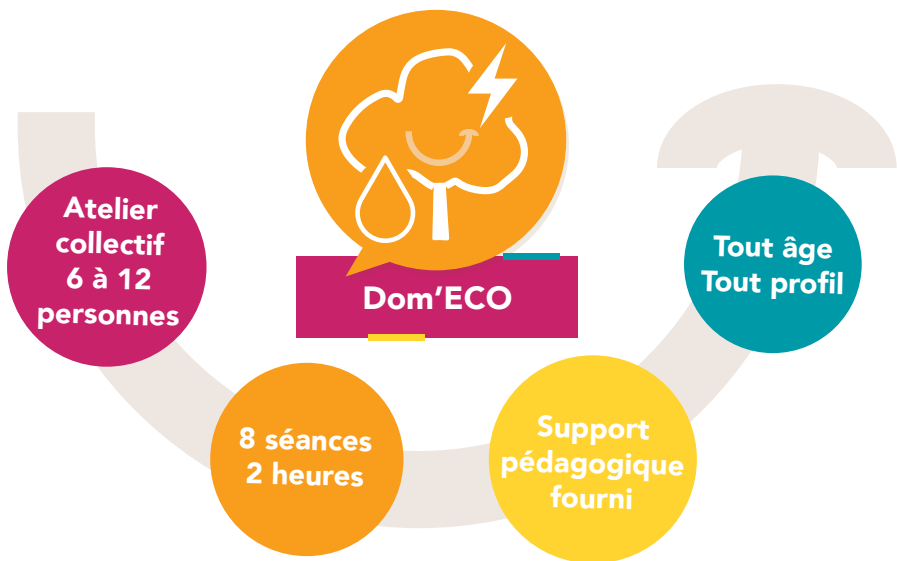 Dom'ECO
Atelier
collectif
6 à 12
personnes
8 séances
2 heures
Support
pédagogique
fourni
Tout âge
Tout profil